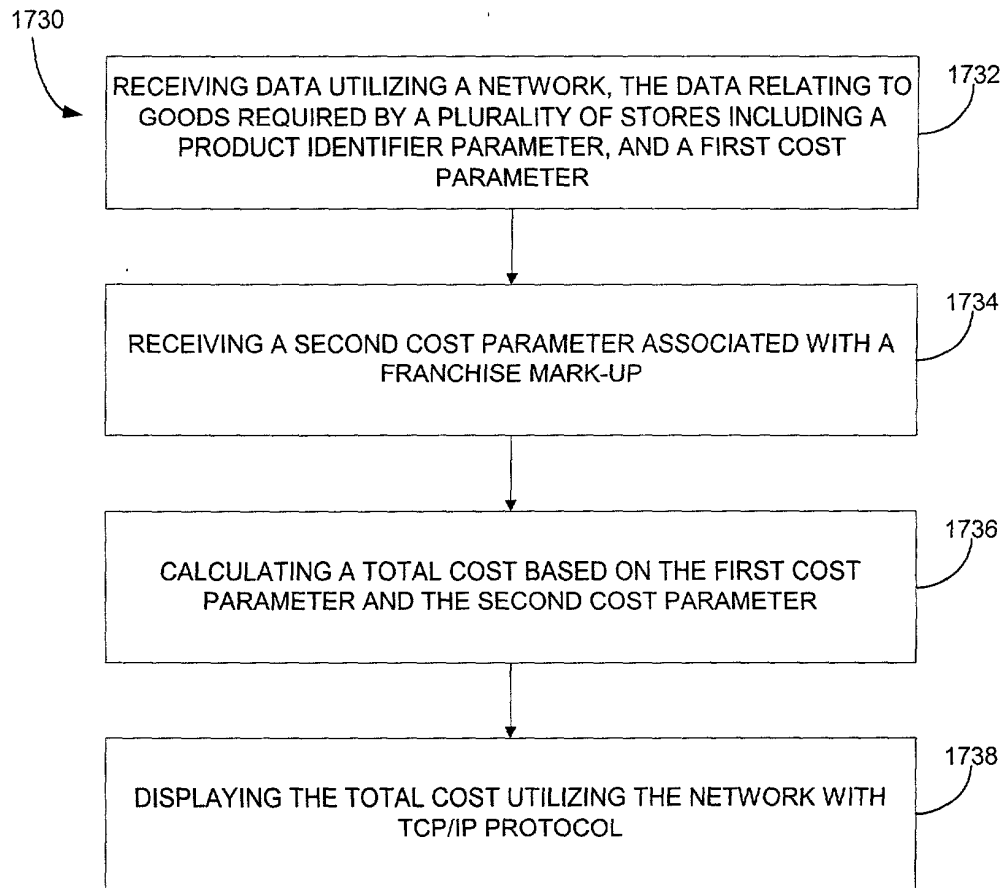 1730
RECEIVING DATA UTILIZING A NETWORK, THE DATA RELATING TO
GOODS REQUIRED BY A PLURALITY OF STORES INCLUDING A
PRODUCT IDENTIFIER PARAMETER, AND A FIRST COST
PARAMETER
1732
RECEIVING A SECOND COST PARAMETER ASSOCIATED WITH A
FRANCHISE MARK-UP
1734
CALCULATING A TOTAL COST BASED ON THE FIRST COST
PARAMETER AND THE SECOND COST PARAMETER
1736
DISPLAYING THE TOTAL COST UTILIZING THE NETWORK WITH
TCP/IP PROTOCOL
1738